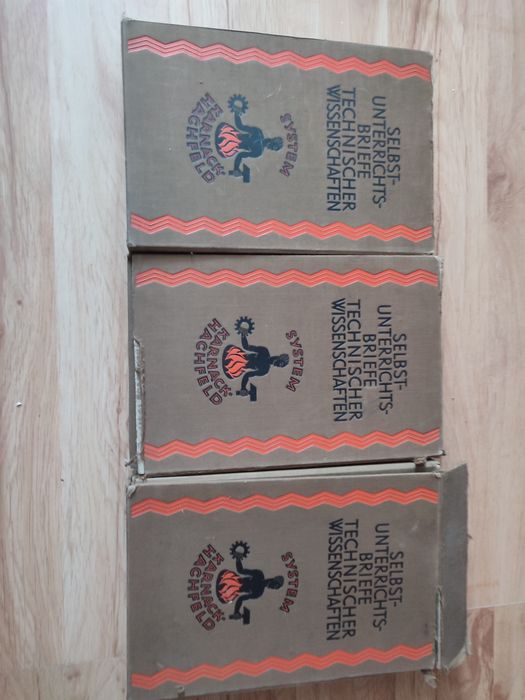 SELBST-
UNTERRICHTS-
BRIEFE
TECHNISCHER
WISSENSCHAFTEN
SYSTEM
KARNACK-
HACHFELD
SELBST-
UNTERRICHTS-
BRIEFE
TECHNISCHER
WISSENSCHAFTEN
SYSTEM
KARNACK-
HACHFELD
SELBST-
UNTERRICHTS-
BRIEFE
TECHNISCHER
WISSENSCHAFTEN
SYSTEM
KARNACK-
HACHFELD